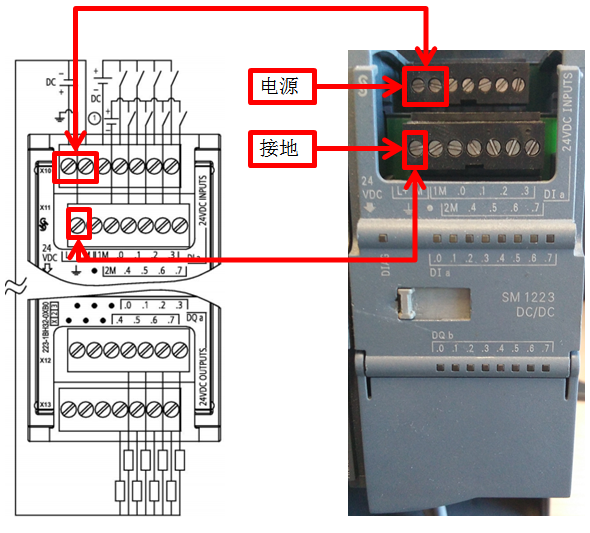 电源
接地
DC
DC
1
X10
X11
24
VDC
L+ M 1M .0 .1 .2 .3
2M .4 .5 .6 .7
DI a
24VDC INPUTS
.0 .1 .2 .3
.4 .5 .6 .7
DQ a
223-1BH32-0XB0
X12
X13
24VDC OUTPUTS
24VDC INPUTS
24
VDC
L+ M 1M .0 .1 .2 .3
DI a
2M .4 .5 .6 .7
.0 .1 .2 .3 .4 .5 .6 .7
DI a
SM 1223
DC/DC
DQ b
.0 .1 .2 .3 .4 .5 .6 .7